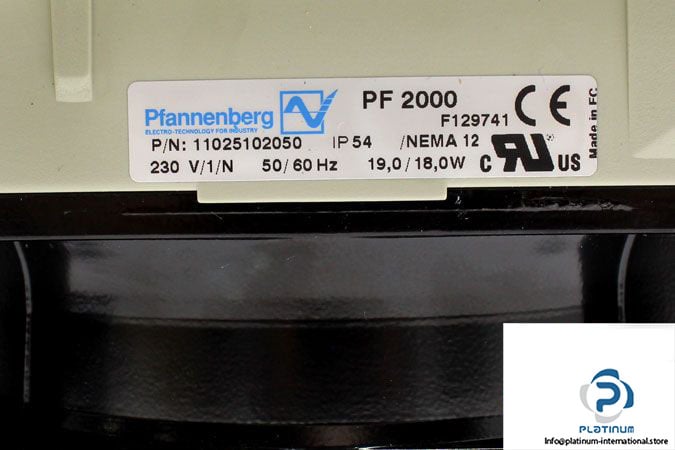 Pfannenberg
ELECTRO-TECHNOLOGY FOR INDUSTRY
PF 2000
F129741
CE
P/N: 11025102050 IP 54 /NEMA 12
230 V/1/N 50/60 Hz 19,0/18,0W
C RU US
Made in EC
PLATINUM
Info@platinum-international.store